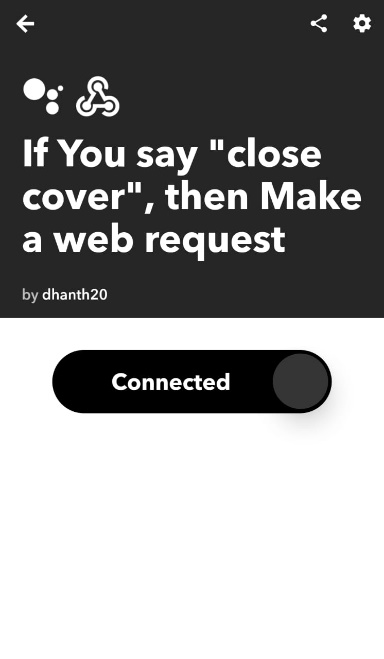 If You say "close
cover", then Make
a web request
by dhanth20
Connected